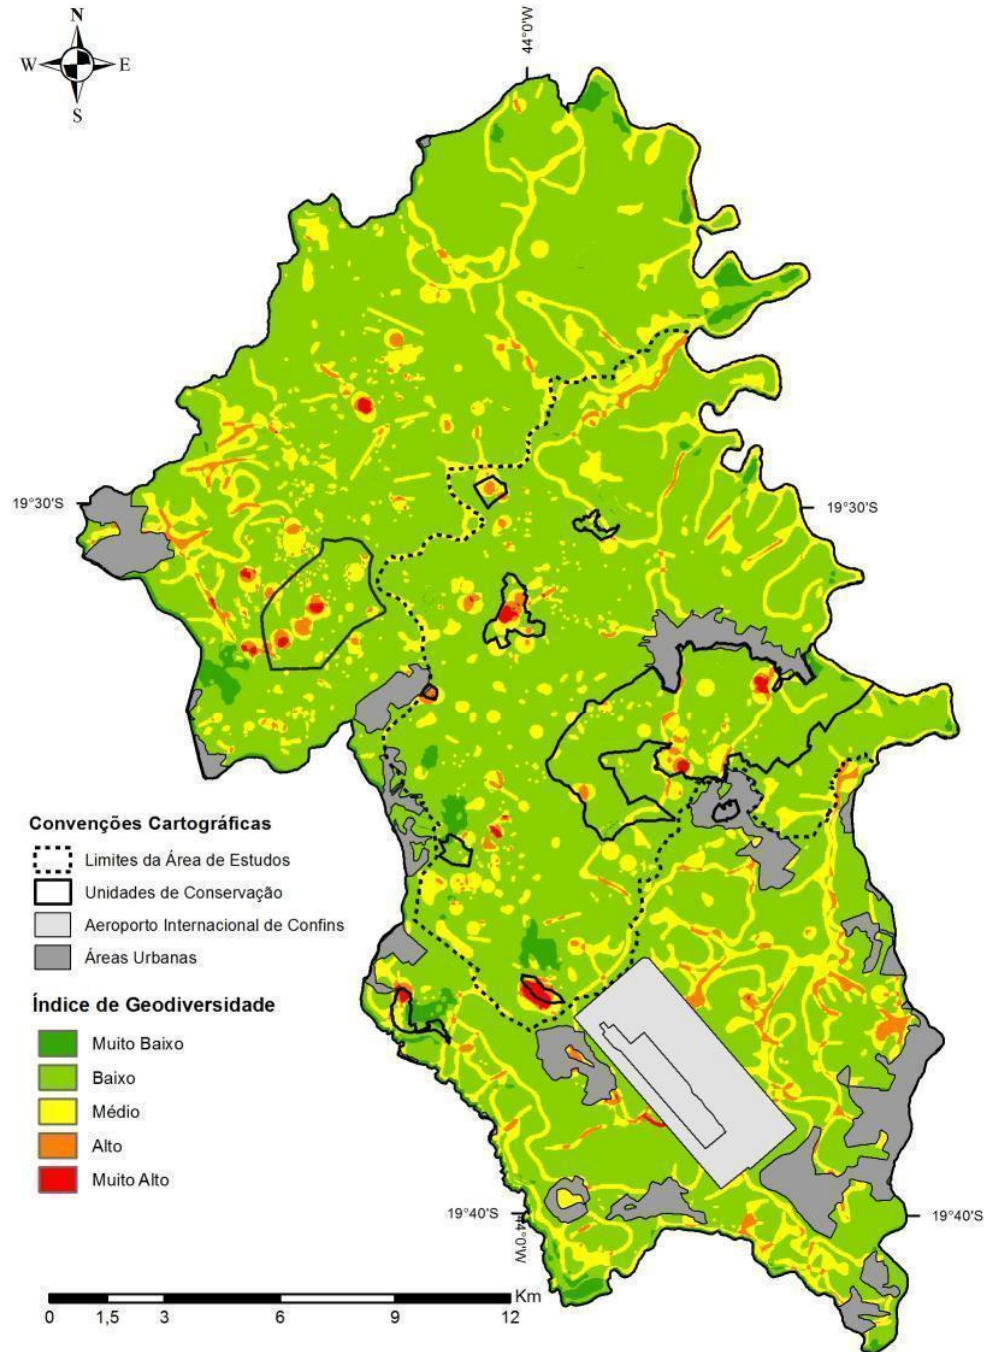 N
W E
S
44°0'W
19°30'S
19°30'S
Convenções Cartográficas
Limites da Área de Estudos
Unidades de Conservação
Aeroporto Internacional de Confins
Áreas Urbanas
Índice de Geodiversidade
Muito Baixo
Baixo
Médio
Alto
Muito Alto
19°40'S
44°0'W
19°40'S
Km
0 1,5 3 6 9 12